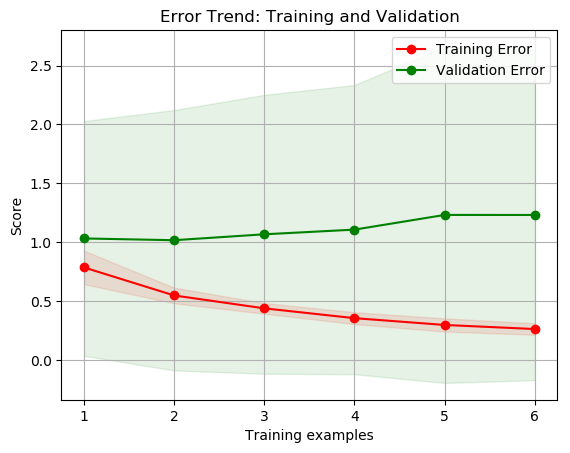 Error Trend: Training and Validation
Training Error
Validation Error
2.5
2.0
1.5
1.0
0.5
0.0
Score
1 2 3 4 5 6
Training examples